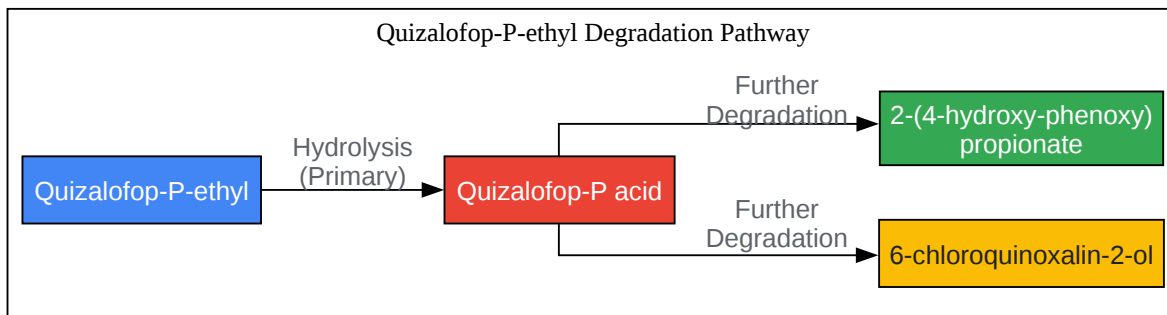 Quizalofop-P-ethyl Degradation Pathway
Quizalofop-P-ethyl
Hydrolysis
(Primary)
Quizalofop-P acid
Further
Degradation
2-(4-hydroxy-phenoxy)
propionate
Further
Degradation
6-chloroquinoxalin-2-ol